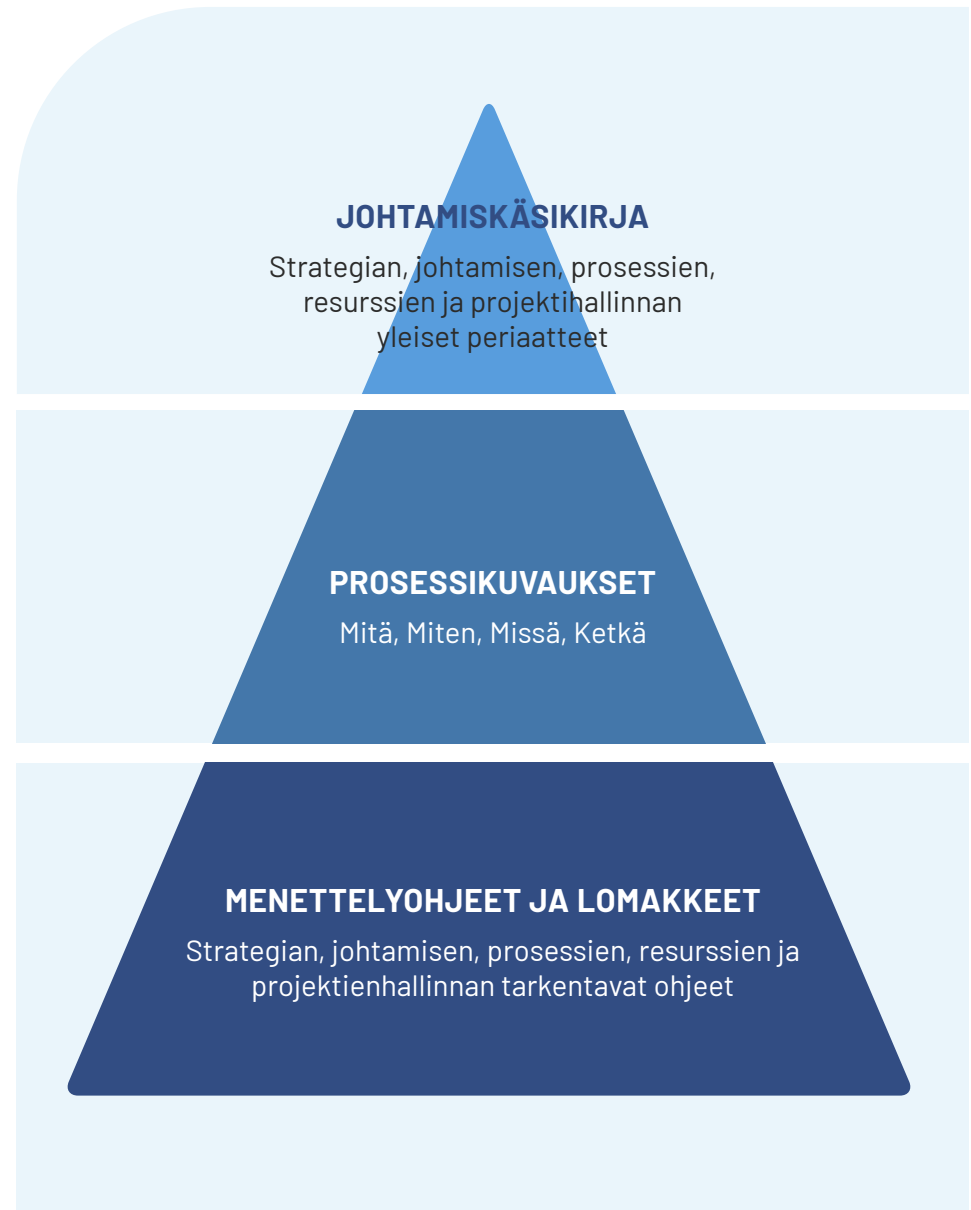 JOHTAMISKÄSIKIRJA
Strategian, johtamisen, prosessien,
resurssien ja projektihallinnan
yleiset periaatteet
PROSESSIKUVAUKSET
Mitä, Miten, Missä, Ketkä
MENETTELYOHJEET JA LOMAKKEET
Strategian, johtamisen, prosessien, resurssien ja
projektienhallinnan tarkentavat ohjeet